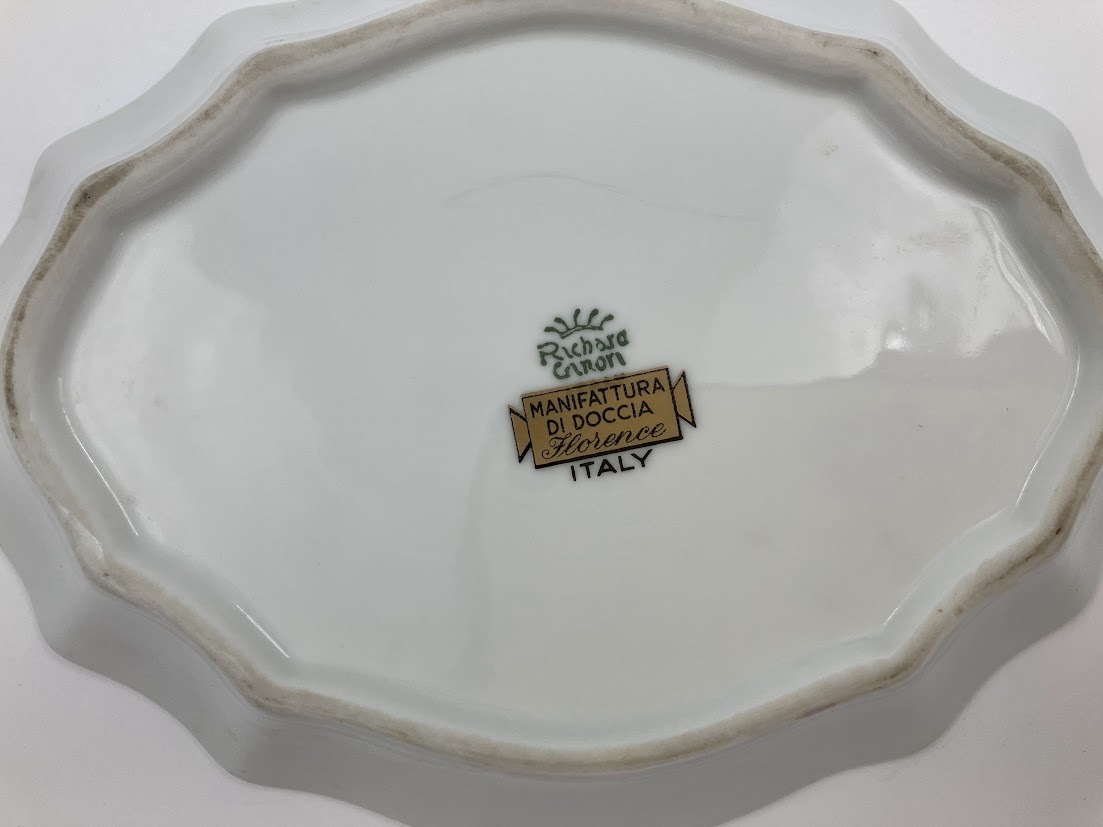 Richard
GINORI
MANIFATTURA
DI DOCCIA
Florence
ITALY